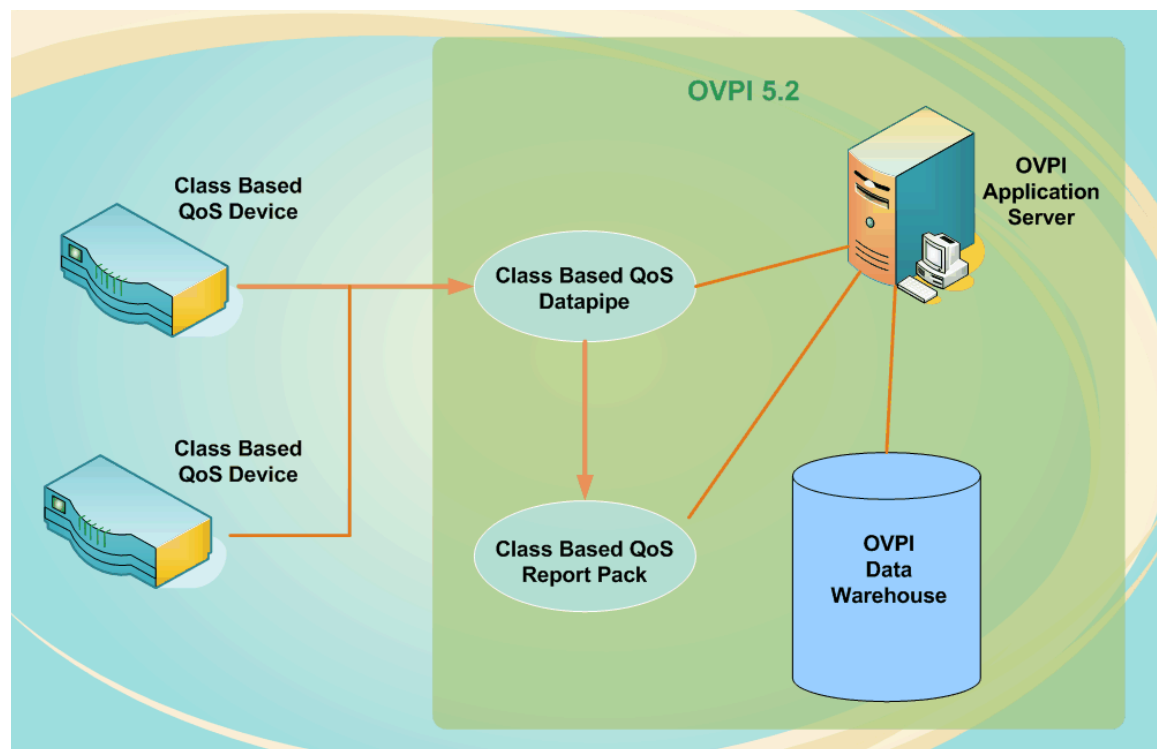 OVPI 5.2
Class Based
QoS Device
OVPI
Application
Server
Class Based QoS
Datapipe
Class Based
QoS Device
Class Based QoS
Report Pack
OVPI
Data
Warehouse